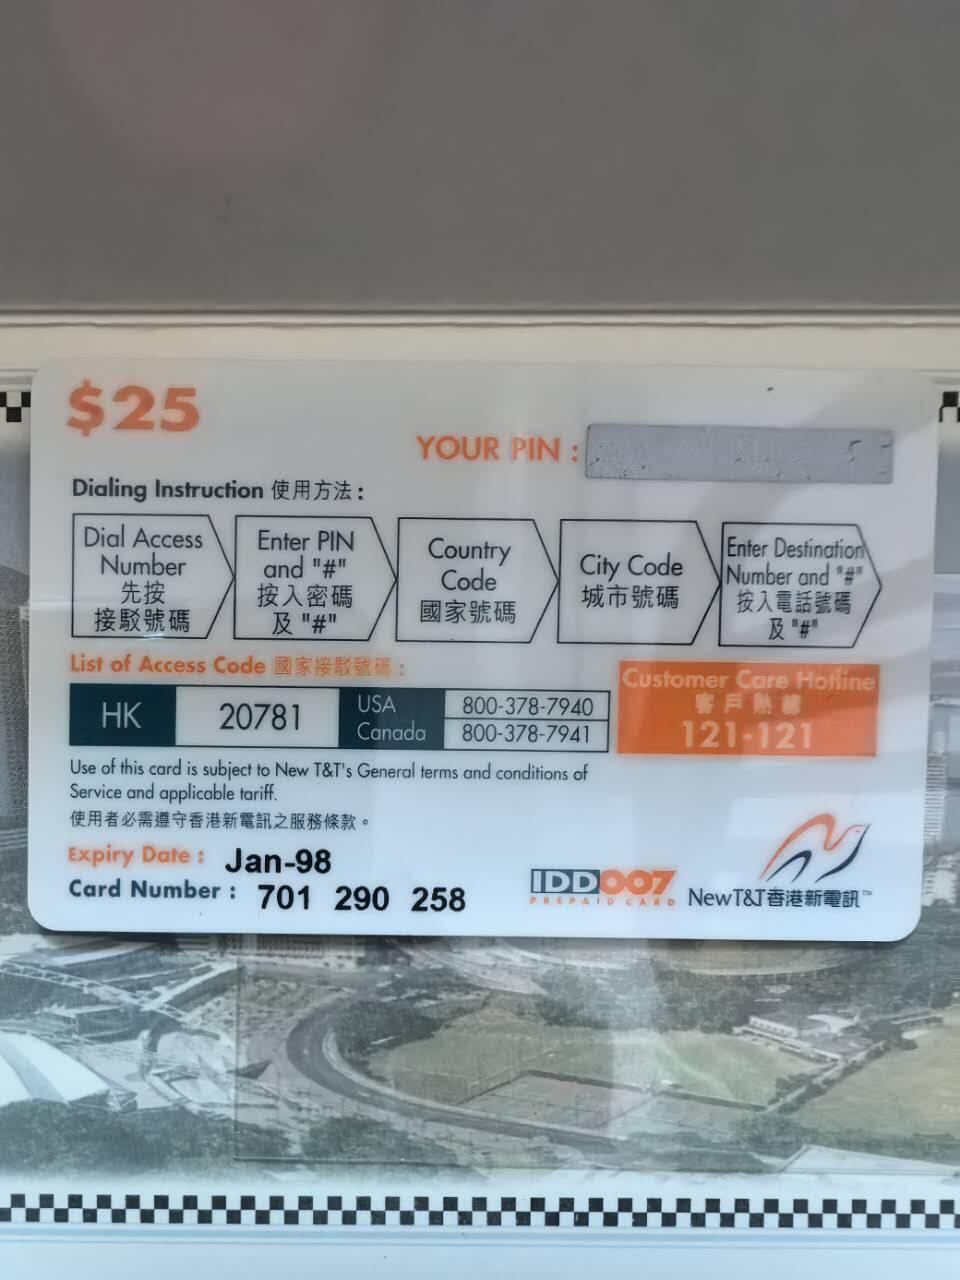 $25
YOUR PIN :
Dialing Instruction 使用方法 :
Dial Access
Number
先按
接駁號碼
Enter PIN
and "#"
按入密碼
及 "#"
Country
Code
國家號碼
City Code
城市號碼
Enter Destination
Number and "#"
按入電話號碼
及 "#"
List of Access Code 國家接駁號碼 :
HK
20781
USA 800-378-7940
Canada 800-378-7941
Customer Care Hotline
客戶熱線
121-121
Use of this card is subject to New T&T's General terms and conditions of
Service and applicable tariff.
使用者必需遵守香港新電訊之服務條款。
Expiry Date : Jan-98
Card Number : 701 290 258
IDD007
PREPAID CARD
New T&T香港新電訊™